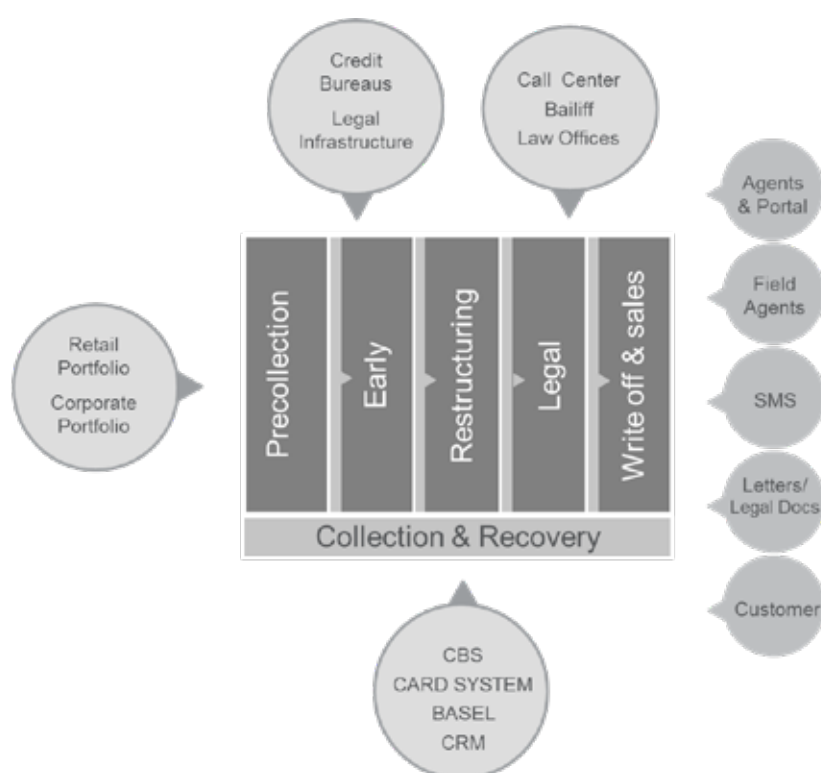 Credit
Bureaus
Legal
Infrastructure
Call Center
Bailiff
Law Offices
Retail
Portfolio
Corporate
Portfolio
Precollection
Early
Restructuring
Legal
Write off & sales
Collection & Recovery
Agents
& Portal
Field
Agents
SMS
Letters/
Legal Docs
Customer
CBS
CARD SYSTEM
BASEL
CRM